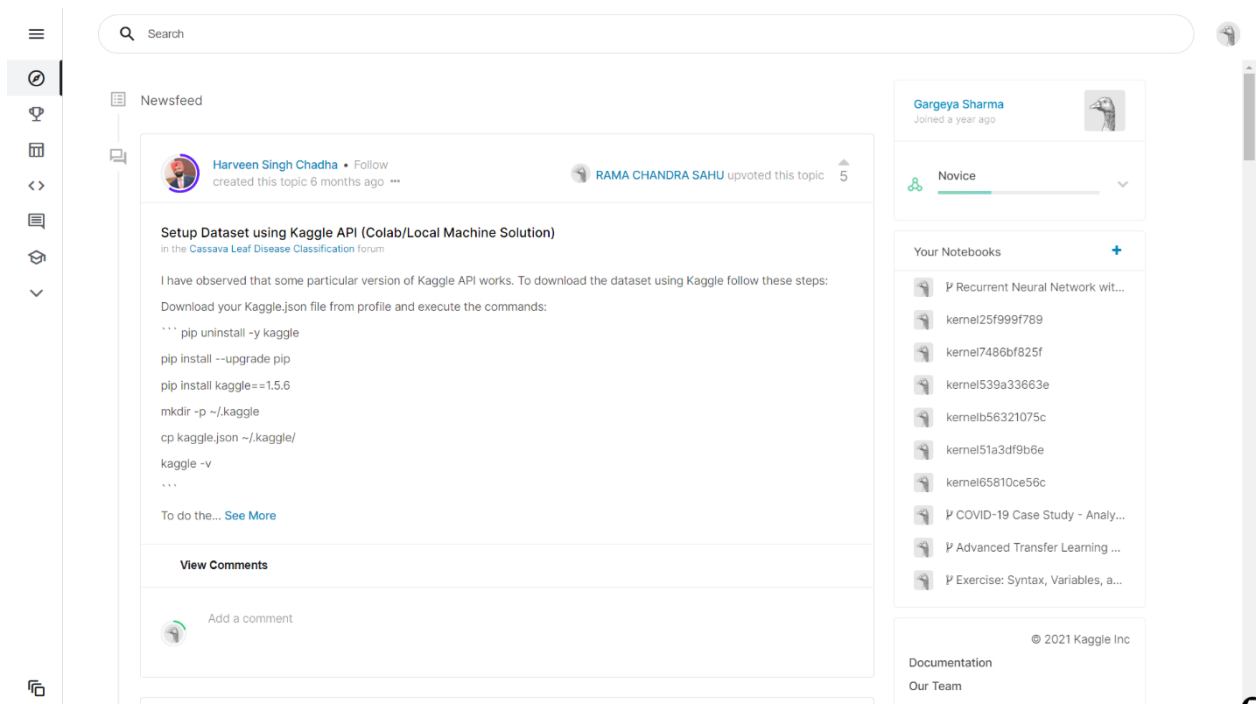 Search
Newsfeed
Harveen Singh Chadha • Follow
created this topic 6 months ago •••
RAMA CHANDRA SAHU upvoted this topic
5
Setup Dataset using Kaggle API (Colab/Local Machine Solution)
in the Cassava Leaf Disease Classification forum
I have observed that some particular version of Kaggle API works. To download the dataset using Kaggle follow these steps:
Download your Kaggle.json file from profile and execute the commands:
``` pip uninstall -y kaggle
pip install --upgrade pip
pip install kaggle==1.5.6
mkdir -p ~/.kaggle
cp kaggle.json ~/.kaggle/
kaggle -v
```
To do the... See More
View Comments
Add a comment
Gargeya Sharma
Joined a year ago
Novice
Your Notebooks +
Recurrent Neural Network wit...
kernel25f999f789
kernel7486bf825f
kernel539a33663e
kernelb56321075c
kernel51a3df9b6e
kernel65810ce56c
COVID-19 Case Study - Analy...
Advanced Transfer Learning ...
Exercise: Syntax, Variables, a...
© 2021 Kaggle Inc
Documentation
Our Team